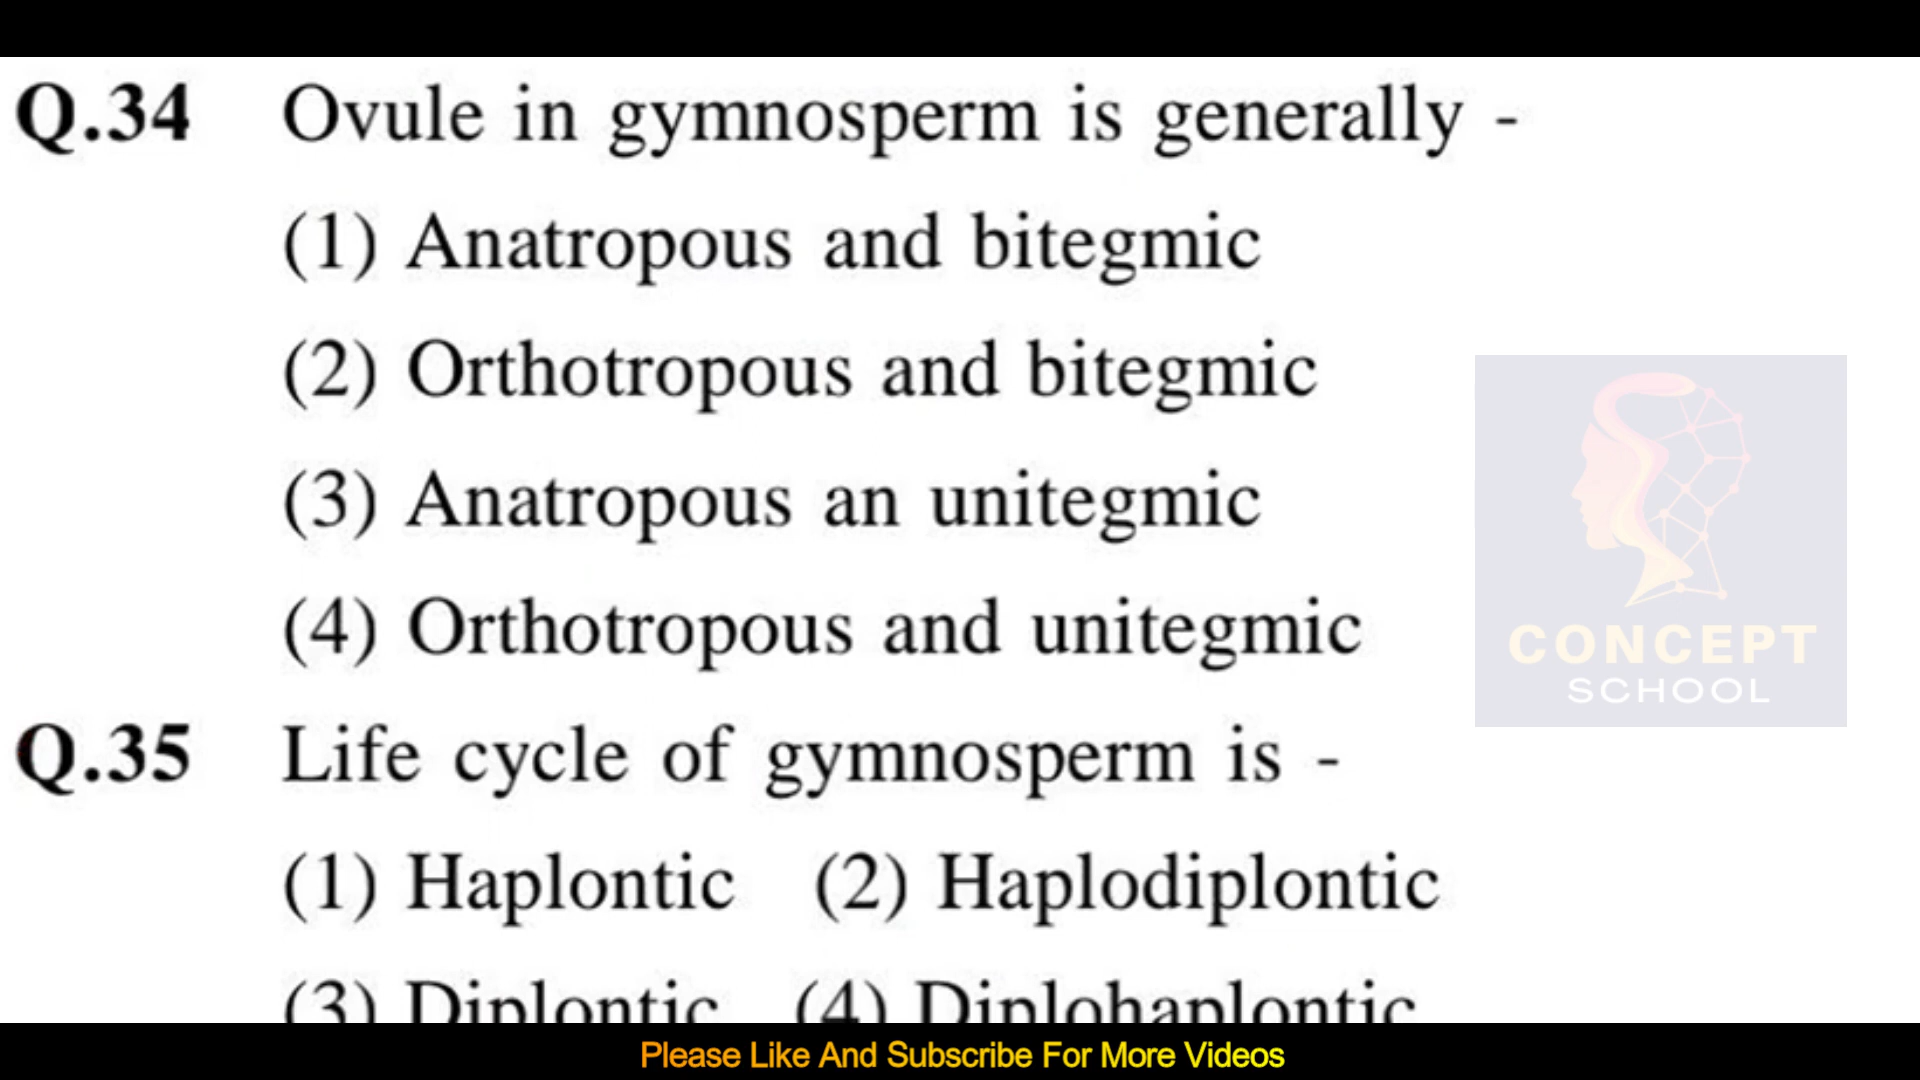 Q.34 Ovule in gymnosperm is generally -
(1) Anatropous and bitegmic
(2) Orthotropous and bitegmic
(3) Anatropous an unitegmic
(4) Orthotropous and unitegmic
CONCEPT
SCHOOL
Q.35 Life cycle of gymnosperm is -
(1) Haplontic (2) Haplodiplontic
(3) Diplontic (4) Diplohaplontic
Please Like And Subscribe For More Videos